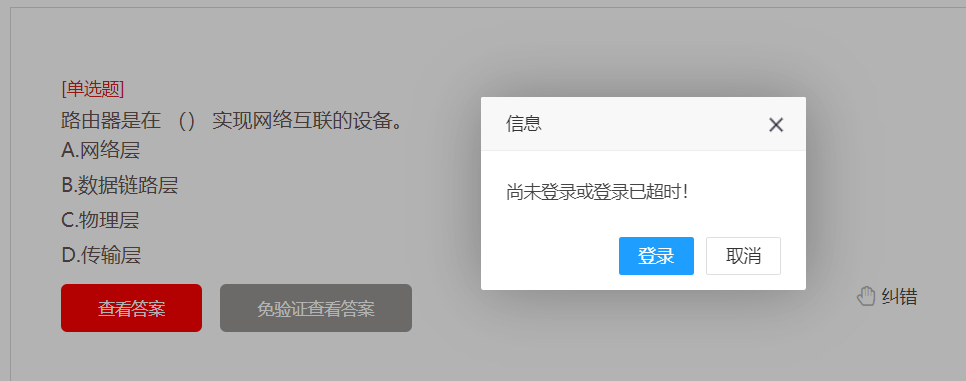 [单选题]
路由器是在 （） 实现网络互联的设备。
A.网络层
B.数据链路层
C.物理层
D.传输层
查看答案
免验证查看答案
信息
尚未登录或登录已超时！
登录
取消
纠错